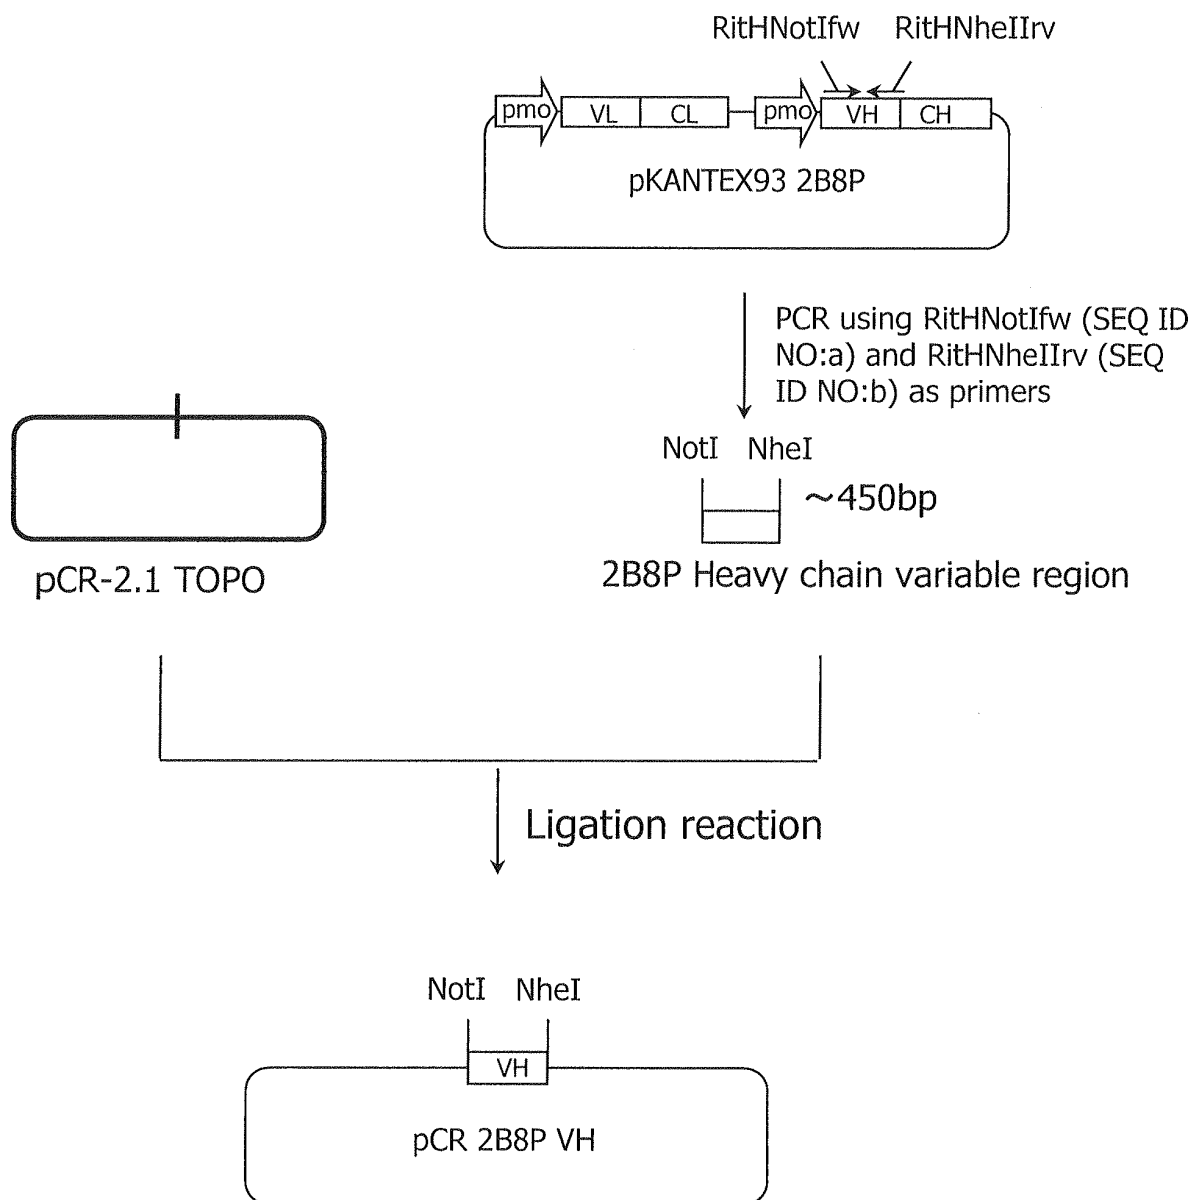 RitHNotIfw RitHNheIIrv
pmo VL CL pmo VH CH
pKANTEX93 2B8P
PCR using RitHNotIfw (SEQ ID
NO:a) and RitHNheIIrv (SEQ
ID NO:b) as primers
NotI NheI
~450bp
pCR-2.1 TOPO
2B8P Heavy chain variable region
Ligation reaction
NotI NheI
VH
pCR 2B8P VH